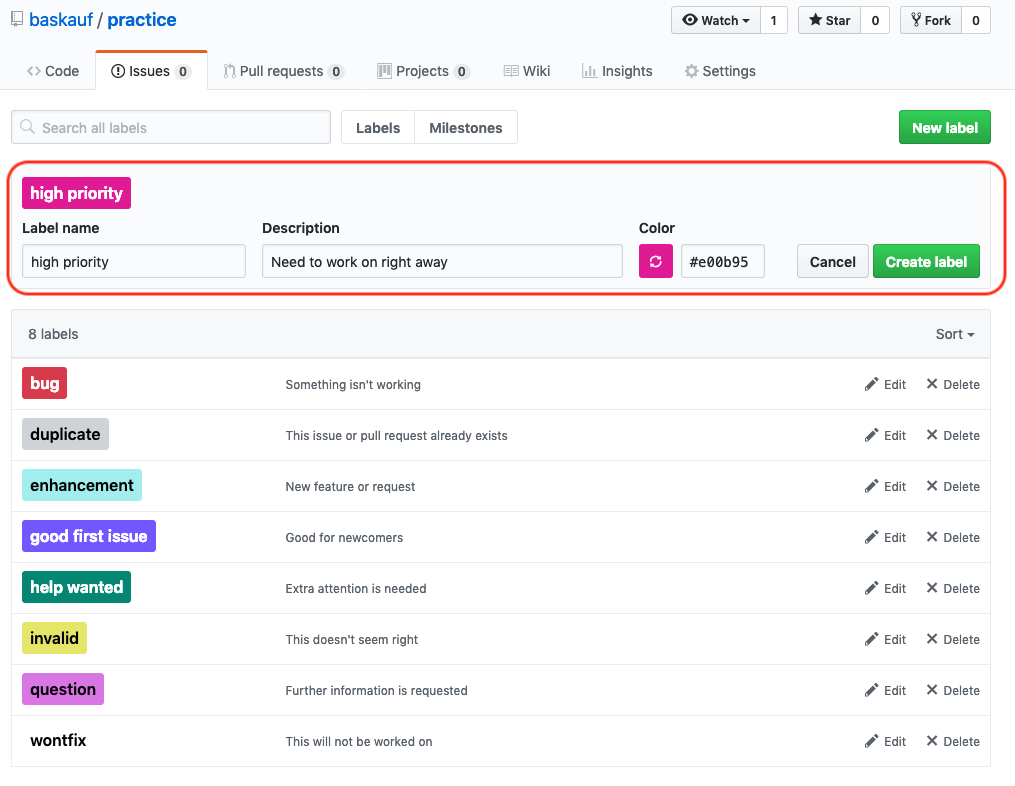 baskauf / practice Watch 1 Star 0 Fork 0
Code Issues 0 Pull requests 0 Projects 0 Wiki Insights Settings
Search all labels Labels Milestones New label
high priority
Label name Description Color
high priority Need to work on right away #e00b95 Cancel Create label
8 labels Sort
bug Something isn't working Edit Delete
duplicate This issue or pull request already exists Edit Delete
enhancement New feature or request Edit Delete
good first issue Good for newcomers Edit Delete
help wanted Extra attention is needed Edit Delete
invalid This doesn't seem right Edit Delete
question Further information is requested Edit Delete
wontfix This will not be worked on Edit Delete